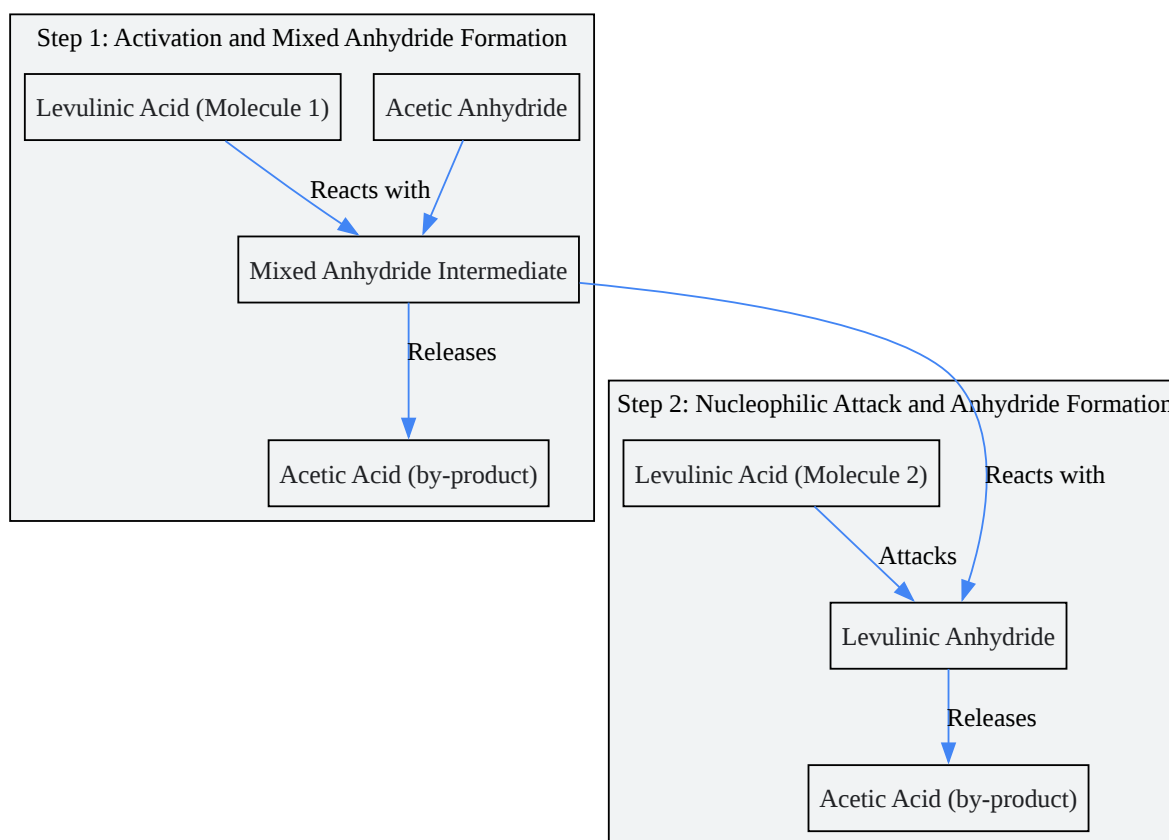 Step 1: Activation and Mixed Anhydride Formation
Levulinic Acid (Molecule 1)
Acetic Anhydride
Reacts with
Mixed Anhydride Intermediate
Releases
Acetic Acid (by-product)
Step 2: Nucleophilic Attack and Anhydride Formation
Levulinic Acid (Molecule 2)
Reacts with
Attacks
Levulinic Anhydride
Releases
Acetic Acid (by-product)